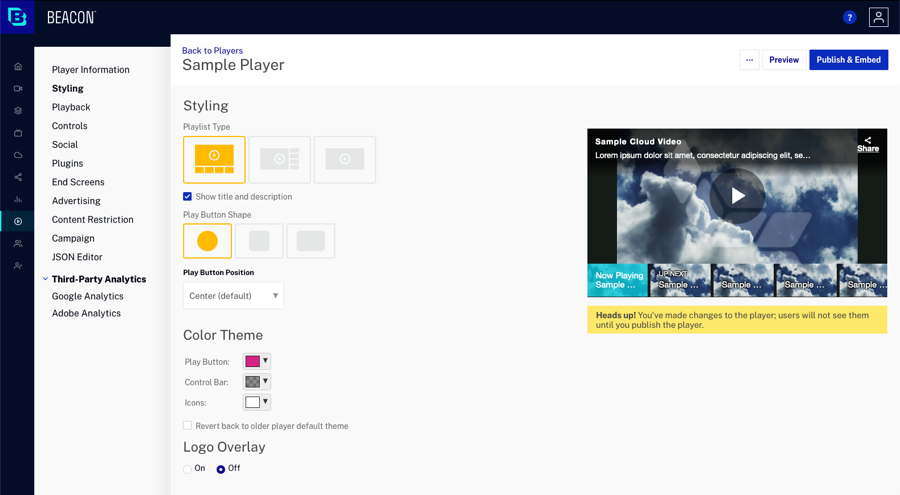 BEACON
?
Back to Players
Sample Player
...
Preview
Publish & Embed
Player Information
Styling
Playback
Controls
Social
Plugins
End Screens
Advertising
Content Restriction
Campaign
JSON Editor
Third-Party Analytics
Google Analytics
Adobe Analytics
Styling
Playlist Type
Show title and description
Play Button Shape
Play Button Position
Center (default)
Color Theme
Play Button:
Control Bar:
Icons:
Revert back to older player default theme
Logo Overlay
On
Off
Sample Cloud Video
Lorem ipsum dolor sit amet, consectetur adipiscing elit, se...
Share
Now Playing
Sample ...
UP NEXT
Sample ...
Sample ...
Sample ...
Sample ...
Heads up! You've made changes to the player; users will not see them
until you publish the player.